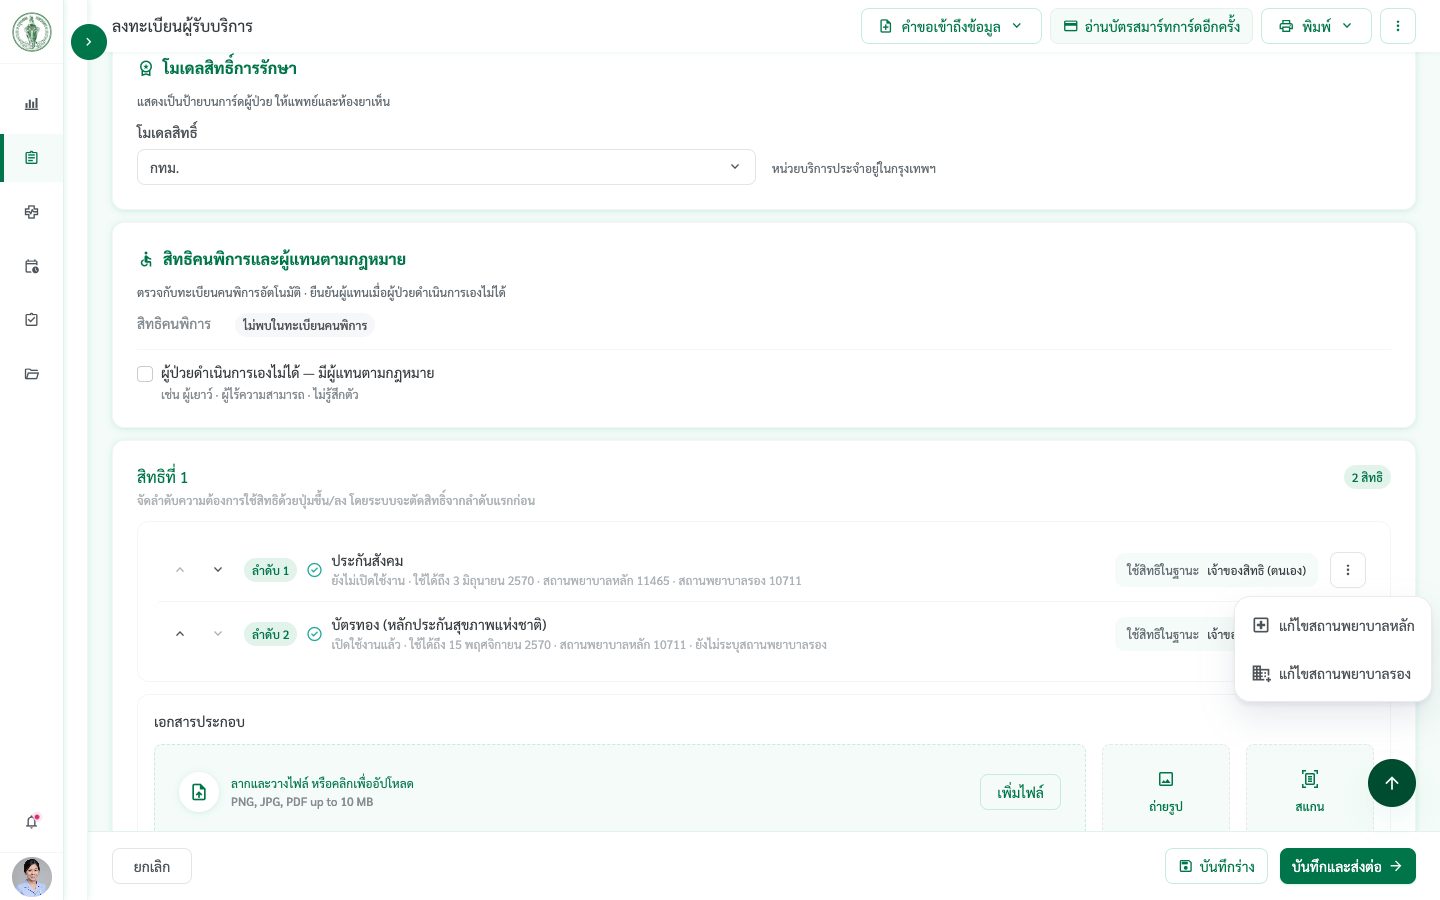 ลงทะเบียนผู้รับบริการ
คำขอเข้าถึงข้อมูล
อ่านบัตรสมาร์ทการ์ดอีกครั้ง
พิมพ์
โมเดลสิทธิ์การรักษา
แสดงเป็นป้ายบนการ์ดผู้ป่วย ให้แพทย์และห้องยาเห็น
โมเดลสิทธิ์
กทม.
หน่วยบริการประจำอยู่ในกรุงเทพฯ
สิทธิคนพิการและผู้แทนตามกฎหมาย
ตรวจกับทะเบียนคนพิการอัตโนมัติ · ยืนยันผู้แทนเมื่อผู้ป่วยดำเนินการเองไม่ได้
สิทธิคนพิการ
ไม่พบในทะเบียนคนพิการ
ผู้ป่วยดำเนินการเองไม่ได้ — มีผู้แทนตามกฎหมาย
เช่น ผู้เยาว์ · ผู้ไร้ความสามารถ · ไม่รู้สึกตัว
สิทธิที่ 1
2 สิทธิ
จัดลำดับความต้องการใช้สิทธิด้วยปุ่มขึ้น/ลง โดยระบบจะตัดสิทธิ์จากลำดับแรกก่อน
ลำดับ 1
ประกันสังคม
ยังไม่เปิดใช้งาน · ใช้ได้ถึง 3 มิถุนายน 2570 · สถานพยาบาลหลัก 11465 · สถานพยาบาลรอง 10711
ใช้สิทธิในฐานะ เจ้าของสิทธิ (ตนเอง)
ลำดับ 2
บัตรทอง (หลักประกันสุขภาพแห่งชาติ)
เปิดใช้งานแล้ว · ใช้ได้ถึง 15 พฤศจิกายน 2570 · สถานพยาบาลหลัก 10711 · ยังไม่ระบุสถานพยาบาลรอง
ใช้สิทธิในฐานะ เจ้าข
แก้ไขสถานพยาบาลหลัก
แก้ไขสถานพยาบาลรอง
เอกสารประกอบ
ลากและวางไฟล์ หรือคลิกเพื่ออัปโหลด
PNG, JPG, PDF up to 10 MB
เพิ่มไฟล์
ถ่ายรูป
สแกน
ยกเลิก
บันทึกร่าง
บันทึกและส่งต่อ